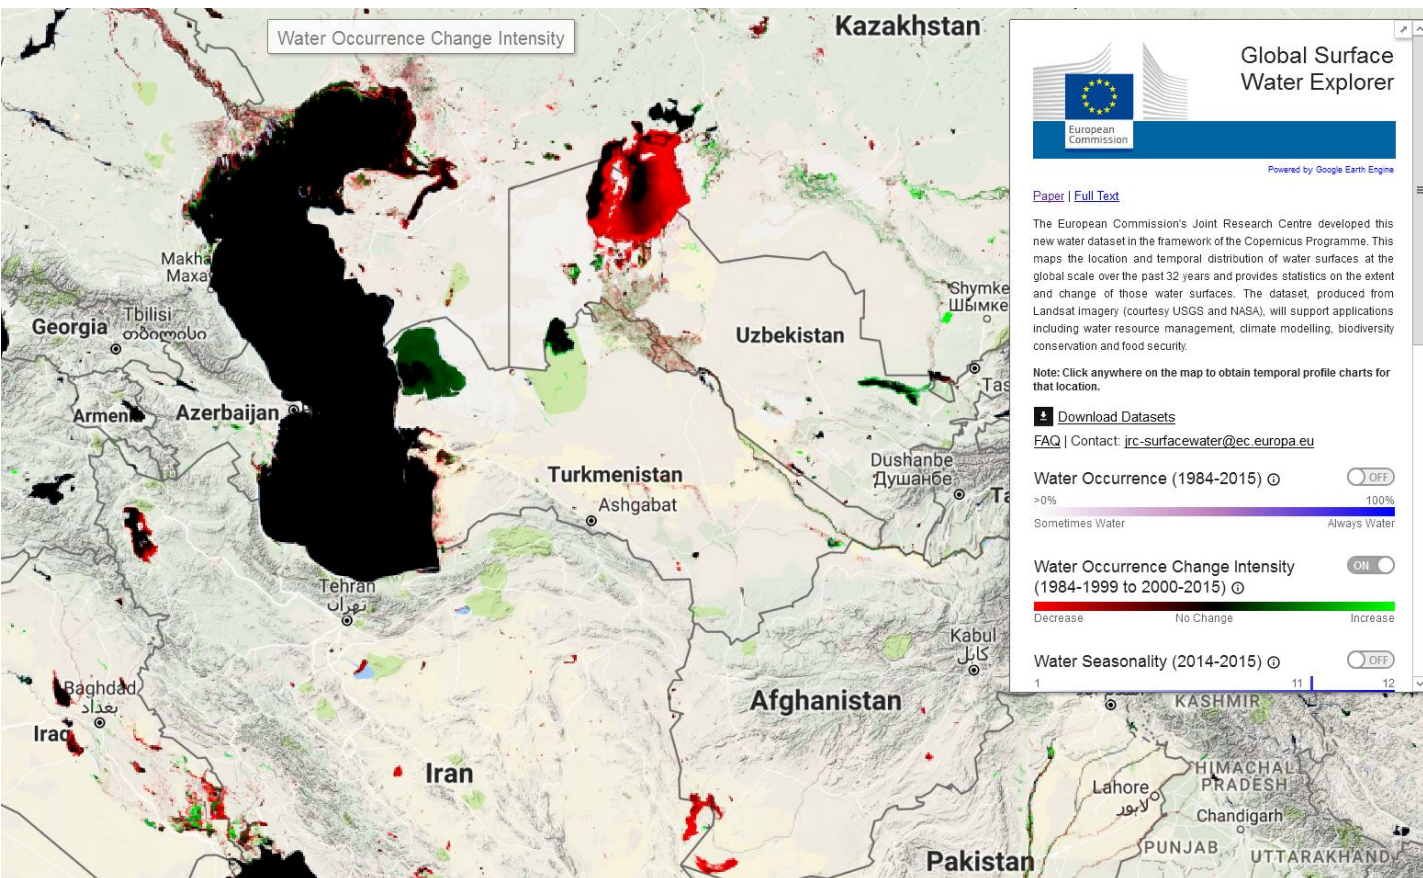 Water Occurrence Change Intensity
Kazakhstan
Georgia
Tbilisi
თბილისი
Azerbaijan
Uzbekistan
Turkmenistan
Ashgabat
Dushanbe
Душанбе
Tehran
تهران
Kabul
کابل
Baghdad
بغداد
Iraq
Iran
Afghanistan
Pakistan
KASHMIR
HIMACHAL
PRADESH
Lahore
لاہور
Chandigarh
PUNJAB
UTTARAKHAND
Global Surface
Water Explorer
European
Commission
Powered by Google Earth Engine
Paper | Full Text
The European Commission's Joint Research Centre developed this
new water dataset in the framework of the Copernicus Programme. This
maps the location and temporal distribution of water surfaces at the
global scale over the past 32 years and provides statistics on the extent
and change of those water surfaces. The dataset, produced from
Landsat imagery (courtesy USGS and NASA), will support applications
including water resource management, climate modelling, biodiversity
conservation and food security.
Note: Click anywhere on the map to obtain temporal profile charts for
that location.
Download Datasets
FAQ | Contact: jrc-surfacewater@ec.europa.eu
Water Occurrence (1984-2015) OFF
>0% 100%
Sometimes Water Always Water
Water Occurrence Change Intensity ON
(1984-1999 to 2000-2015)
Decrease No Change Increase
Water Seasonality (2014-2015) OFF
1 11 12